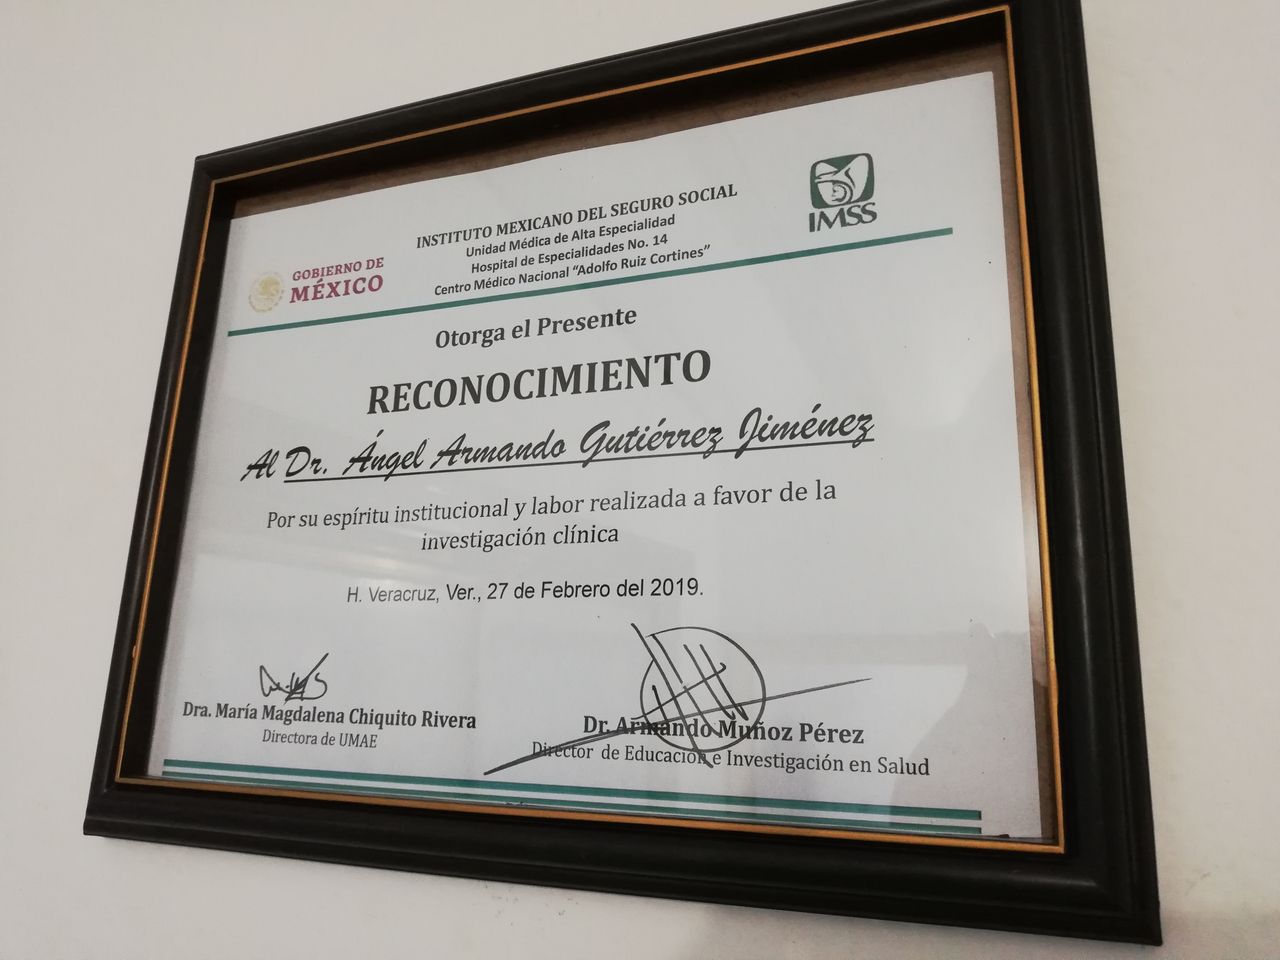 INSTITUTO MEXICANO DEL SEGURO SOCIAL
Unidad Médica de Alta Especialidad
Hospital de Especialidades No. 14
Centro Médico Nacional "Adolfo Ruiz Cortines"
GOBIERNO DE
MÉXICO
IMSS
Otorga el Presente
RECONOCIMIENTO
Al Dr. Ángel Armando Gutiérrez Jiménez
Por su espíritu institucional y labor realizada a favor de la
investigación clínica
H. Veracruz, Ver., 27 de Febrero del 2019.
Dra. María Magdalena Chiquito Rivera
Directora de UMAE
Dr. Armando Muñoz Pérez
Director de Educación e Investigación en Salud